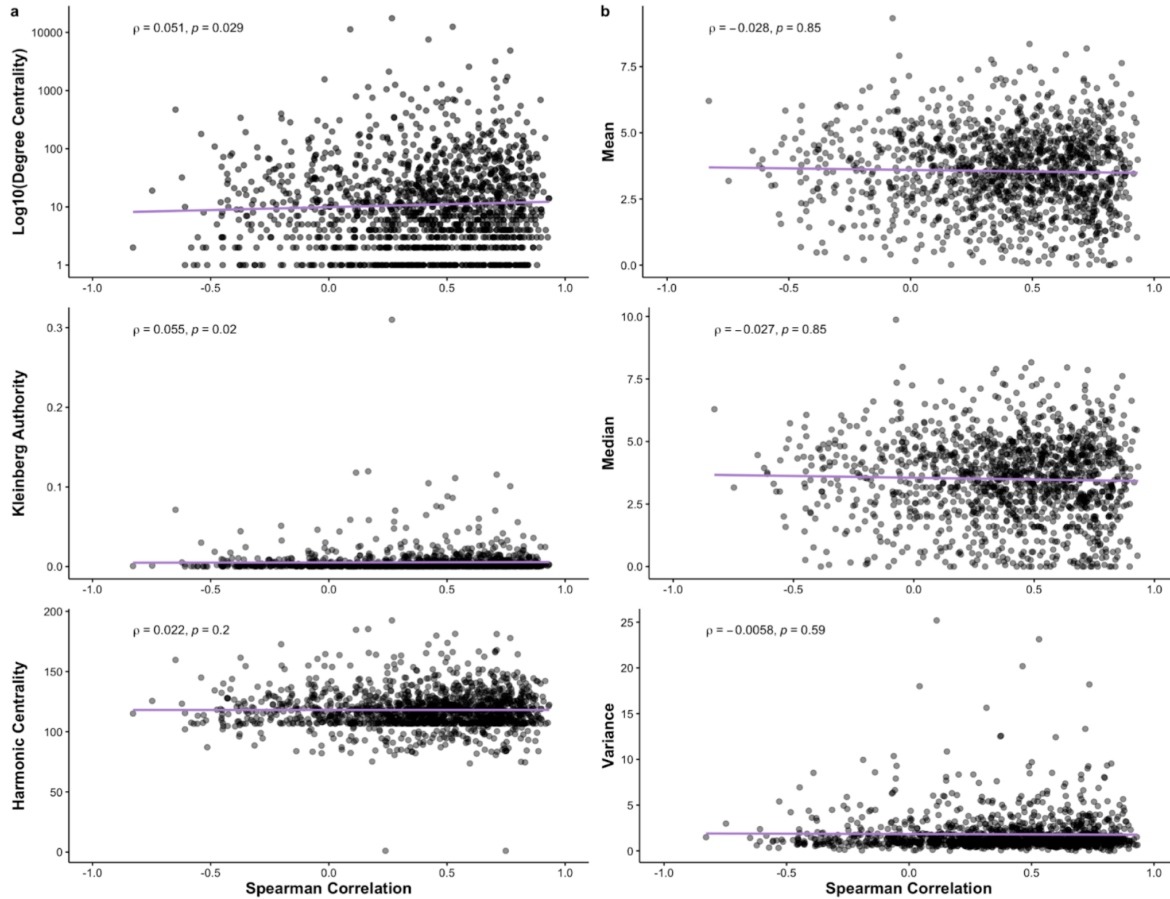 a
ρ = 0.051, p = 0.029
Log10(Degree Centrality)
10000
1000
100
10
1
-1.0 -0.5 0.0 0.5 1.0
ρ = 0.055, p = 0.02
Kleinberg Authority
0.3
0.2
0.1
0.0
-1.0 -0.5 0.0 0.5 1.0
ρ = 0.022, p = 0.2
Harmonic Centrality
200
150
100
50
0
-1.0 -0.5 0.0 0.5 1.0
Spearman Correlation
b
ρ = −0.028, p = 0.85
Mean
7.5
5.0
2.5
0.0
-1.0 -0.5 0.0 0.5 1.0
ρ = −0.027, p = 0.85
Median
10.0
7.5
5.0
2.5
0.0
-1.0 -0.5 0.0 0.5 1.0
ρ = −0.0058, p = 0.59
Variance
25
20
15
10
5
0
-1.0 -0.5 0.0 0.5 1.0
Spearman Correlation